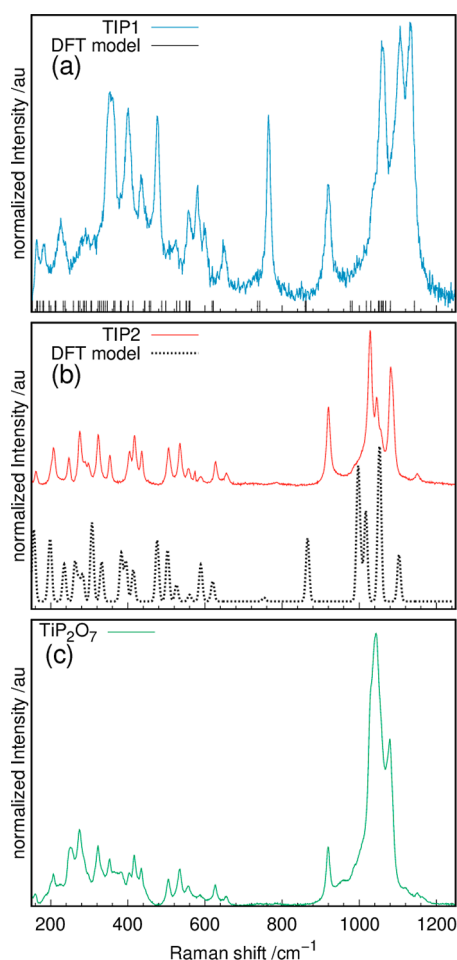 TIP1
DFT model
(a)
normalized Intensity /au
TIP2
DFT model
(b)
normalized Intensity /au
TiP₂O₇
(c)
normalized Intensity /au
200 400 600 800 1000 1200
Raman shift /cm⁻¹